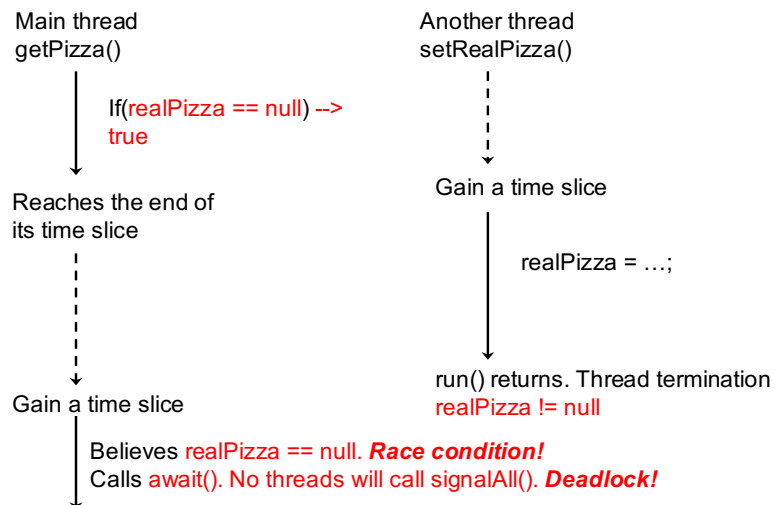 Main thread
getPizza()
Another thread
setRealPizza()
If(realPizza == null) -->
true
Gain a time slice
Reaches the end of
its time slice
realPizza = …;
run() returns. Thread termination
realPizza != null
Gain a time slice
Believes realPizza == null. Race condition!
Calls await(). No threads will call signalAll(). Deadlock!